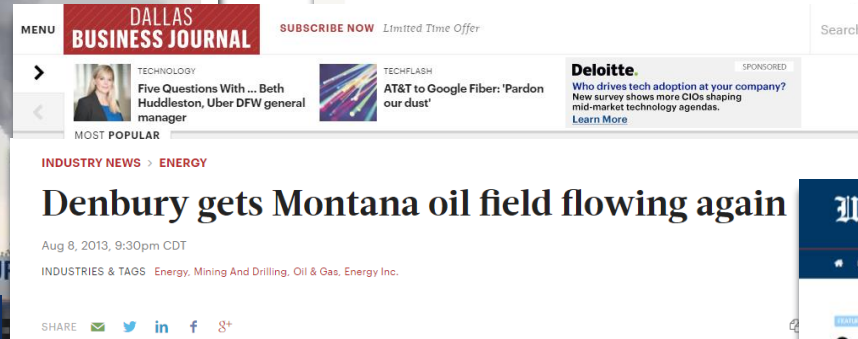 MENU
DALLAS
BUSINESS JOURNAL
SUBSCRIBE NOW Limited Time Offer
Search
TECHNOLOGY
Five Questions With ... Beth
Huddleston, Uber DFW general
manager
TECHFLASH
AT&T to Google Fiber: 'Pardon
our dust'
Deloitte.
SPONSORED
Who drives tech adoption at your company?
New survey shows more CIOs shaping
mid-market technology agendas.
Learn More
MOST POPULAR
INDUSTRY NEWS > ENERGY
Denbury gets Montana oil field flowing again
Aug 8, 2013, 9:30pm CDT
INDUSTRIES & TAGS Energy, Mining And Drilling, Oil & Gas, Energy Inc.
SHARE